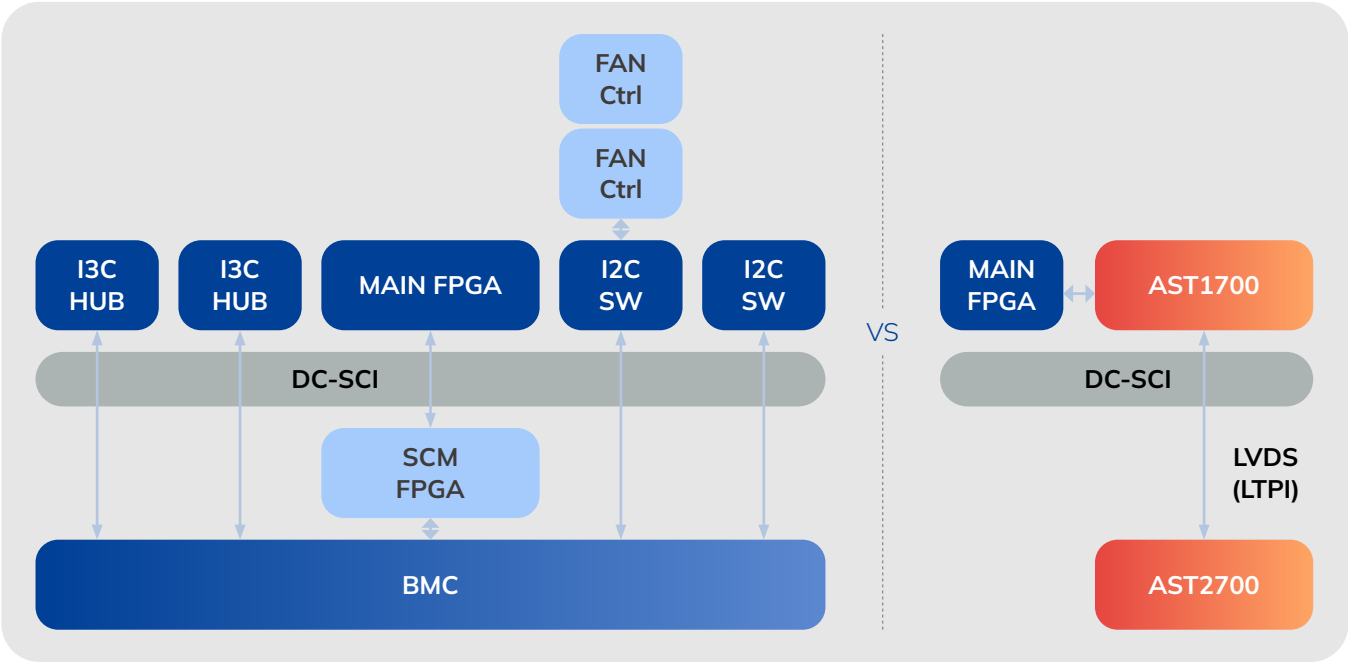 FAN
Ctrl
FAN
Ctrl
I3C
HUB
I3C
HUB
MAIN FPGA
I2C
SW
I2C
SW
DC-SCI
SCM
FPGA
BMC
VS
MAIN
FPGA
AST1700
DC-SCI
LVDS
(LTPI)
AST2700